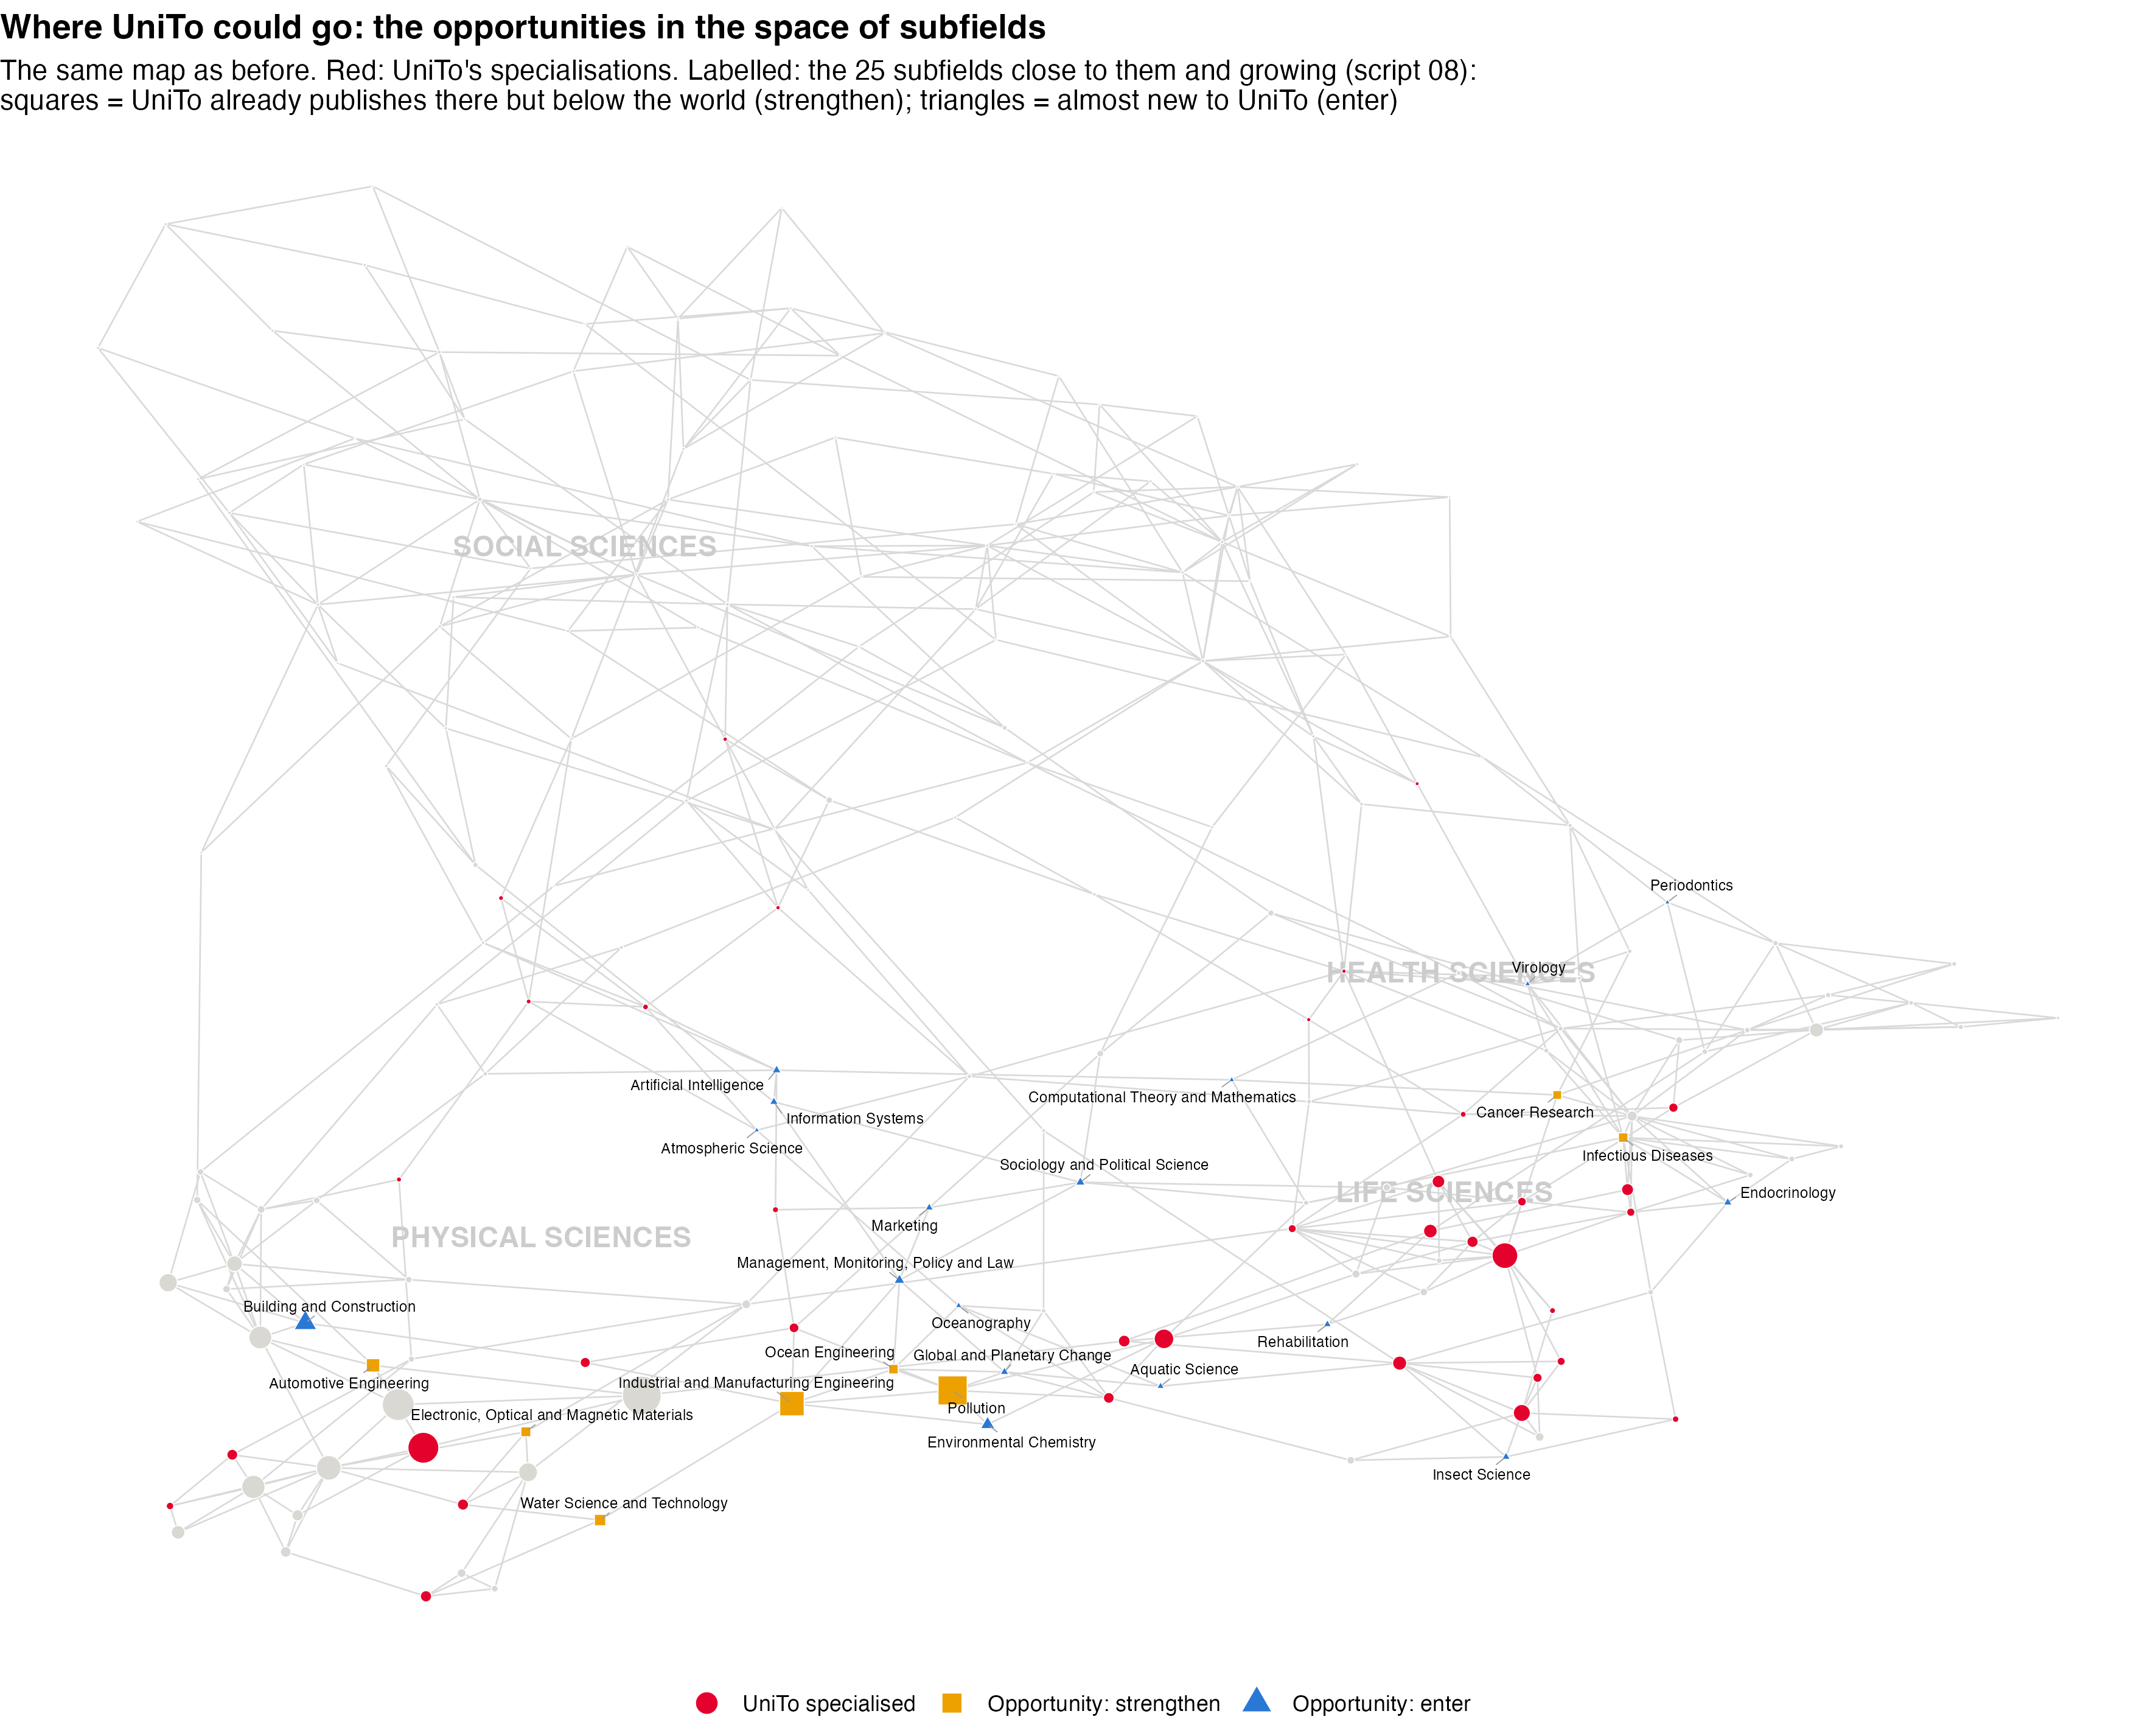 Where UniTo could go: the opportunities in the space of subfields
The same map as before. Red: UniTo's specialisations. Labelled: the 25 subfields close to them and growing (script 08):
squares = UniTo already publishes there but below the world (strengthen); triangles = almost new to UniTo (enter)
SOCIAL SCIENCES
Periodontics
Virology
HEALTH SCIENCES
Artificial Intelligence
Computational Theory and Mathematics
Information Systems
Cancer Research
Atmospheric Science
Infectious Diseases
Sociology and Political Science
LIFE SCIENCES
Endocrinology
Marketing
PHYSICAL SCIENCES
Management, Monitoring, Policy and Law
Building and Construction
Oceanography
Rehabilitation
Ocean Engineering
Global and Planetary Change
Aquatic Science
Automotive Engineering
Industrial and Manufacturing Engineering
Pollution
Electronic, Optical and Magnetic Materials
Environmental Chemistry
Insect Science
Water Science and Technology
UniTo specialised
Opportunity: strengthen
Opportunity: enter